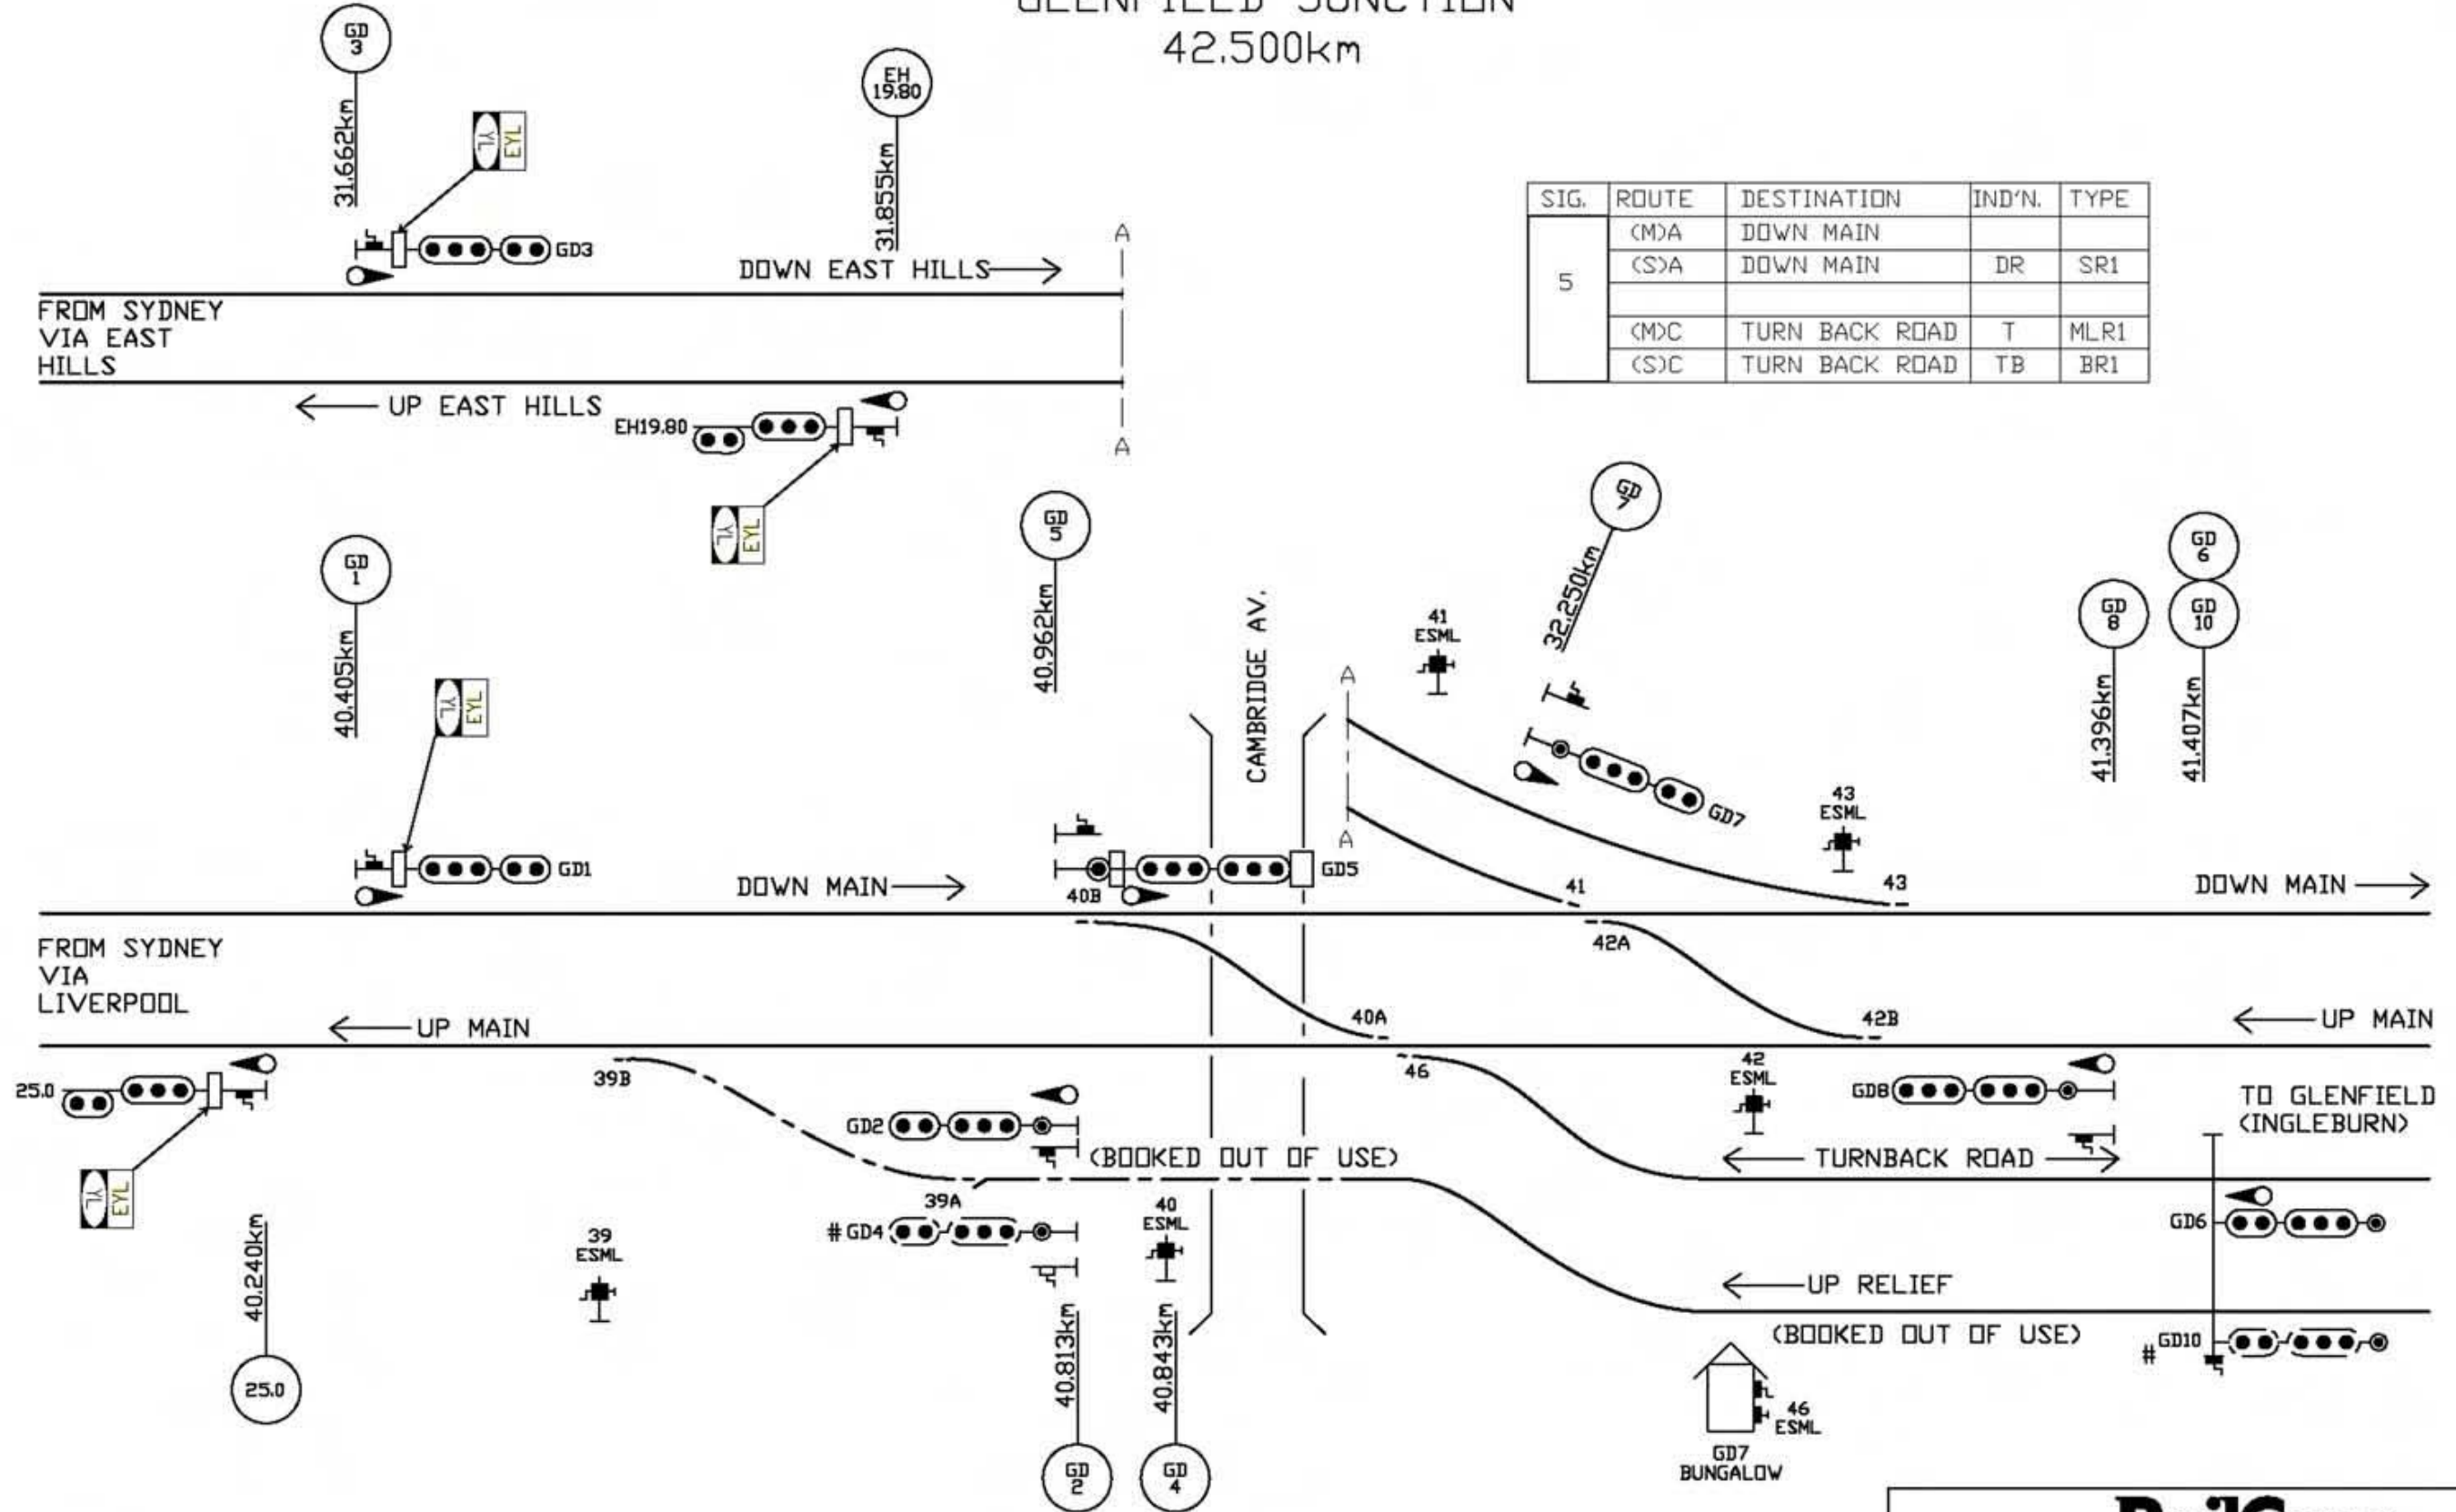 GLENFIELD JUNCTION
42.500km
GD
3
31.662km
YL
EYL
GD3
EH
19.80
31.855km
DOWN EAST HILLS
A
FROM SYDNEY
VIA EAST
HILLS
UP EAST HILLS
EH19.80
A
YL
EYL
SIG. ROUTE DESTINATION IND'N. TYPE
5
(M)A DOWN MAIN
(S)A DOWN MAIN DR SR1
(M)C TURN BACK ROAD T MLR1
(S)C TURN BACK ROAD TB BR1
GD
1
40.405km
YL
EYL
GD1
DOWN MAIN
GD
5
40.962km
40B
GD5
CAMBRIDGE AV.
A
A
41
ESML
GD
7
32.250km
GD7
43
ESML
41
43
GD
8
41.396km
GD
6
GD
10
41.407km
DOWN MAIN
FROM SYDNEY
VIA
LIVERPOOL
42A
UP MAIN
40A
42B
UP MAIN
25.0
YL
EYL
40.240km
25.0
39B
46
42
ESML
GD8
TO GLENFIELD
(INGLEBURN)
GD2
(BOOKED OUT OF USE)
TURNBACK ROAD
39A
#GD4
40
ESML
39
ESML
GD6
UP RELIEF
(BOOKED OUT OF USE)
# GD10
40.813km
GD
2
40.843km
GD
4
46
ESML
GD7
BUNGALOW